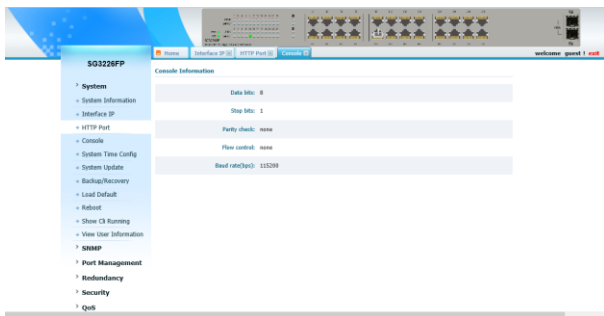 Home Interface IP HTTP Port Console welcome guest ! exit
SG3226FP
Console Information
System
System Information
Interface IP
HTTP Port
Console
System Time Config
System Update
Backup/Recovery
Load Default
Reboot
Show Cli Running
View User Information
SNMP
Port Management
Redundancy
Security
QoS
Data bits: 8
Stop bits: 1
Parity check: none
Flow control: none
Baud rate(bps): 115200